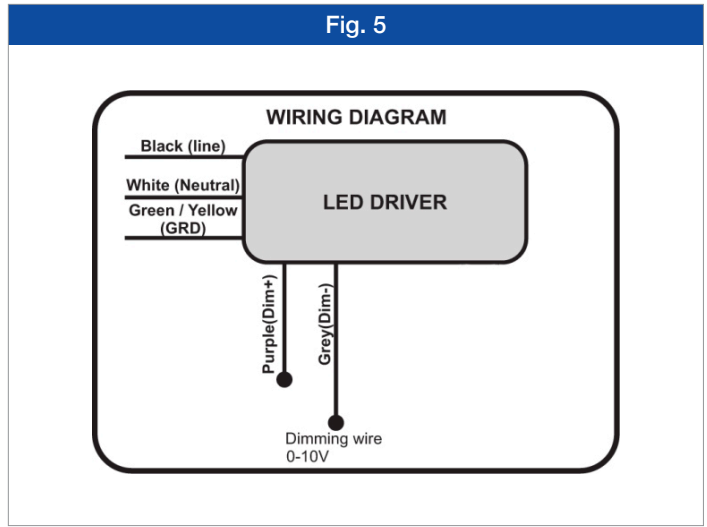 Fig. 5
WIRING DIAGRAM
Black (line)
White (Neutral)
Green / Yellow
(GRD)
LED DRIVER
Purple(Dim+)
Grey(Dim-)
Dimming wire
0-10V